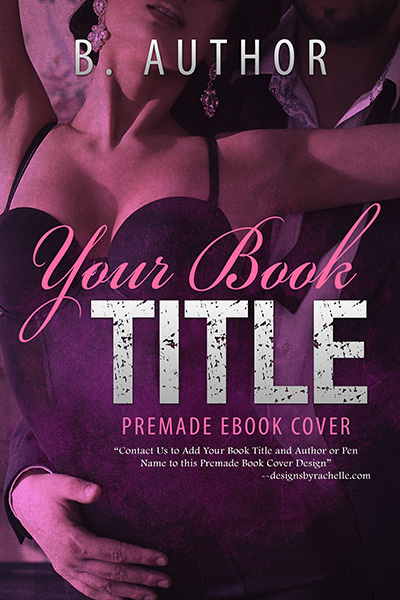 B. AUTHOR
Your Book
TITLE
PREMADE EBOOK COVER
“Contact Us to Add Your Book Title and Author or Pen
Name to this Premade Book Cover Design”
--designsbyrachelle.com